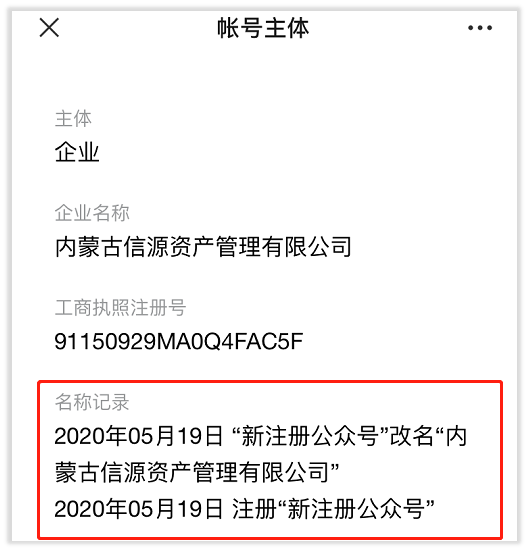 帐号主体
主体
企业
企业名称
内蒙古信源资产管理有限公司
工商执照注册号
91150929MA0Q4FAC5F
名称记录
2020年05月19日 “新注册公众号”改名“内
蒙古信源资产管理有限公司”
2020年05月19日 注册“新注册公众号”